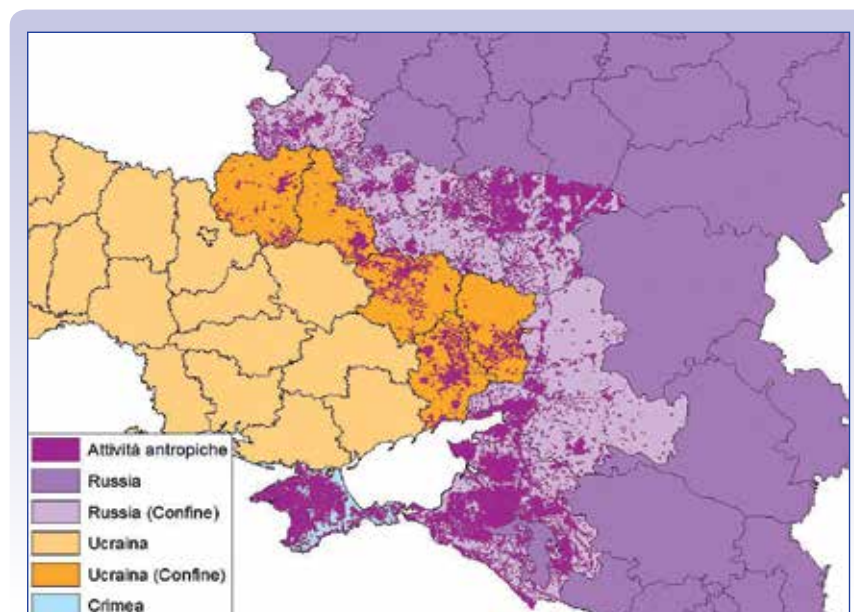 Attività antropiche
Russia
Russia (Confine)
Ucraina
Ucraina (Confine)
Crimea